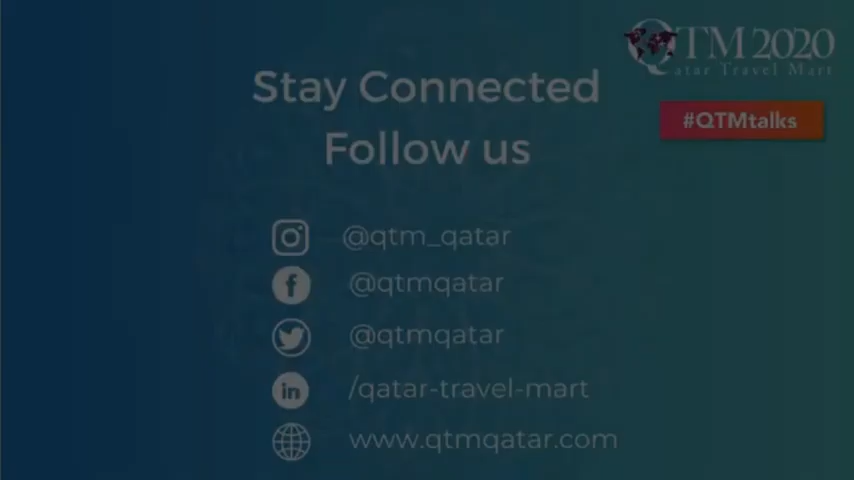 QTM 2020
Qatar Travel Mart
#QTMtalks
Stay Connected
Follow us
@qtm_qatar
@qtmqatar
@qtmqatar
/qatar-travel-mart
www.qtmqatar.com